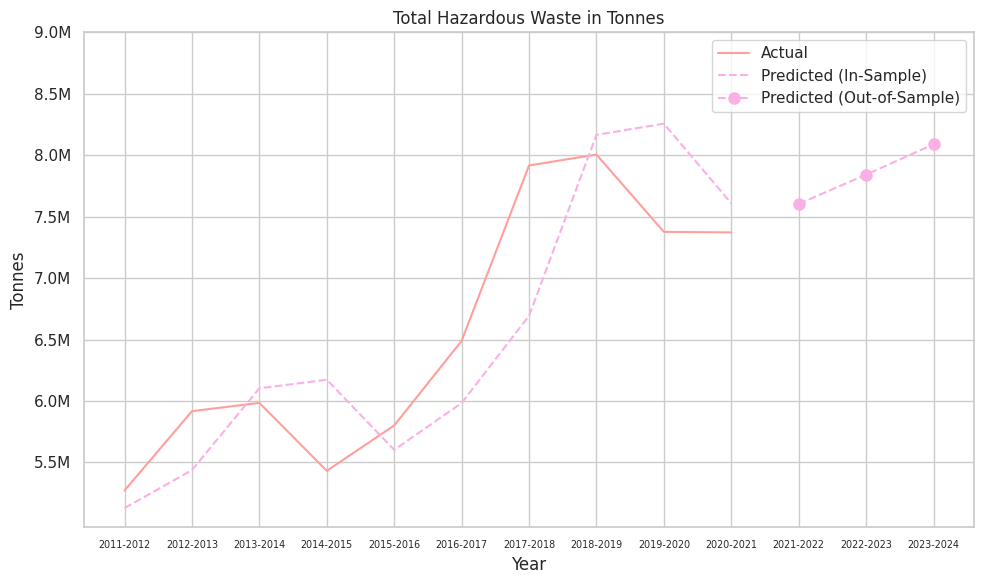 Total Hazardous Waste in Tonnes
9.0M
8.5M
8.0M
7.5M
7.0M
6.5M
6.0M
5.5M
Tonnes
Actual
Predicted (In-Sample)
Predicted (Out-of-Sample)
2011-2012 2012-2013 2013-2014 2014-2015 2015-2016 2016-2017 2017-2018 2018-2019 2019-2020 2020-2021 2021-2022 2022-2023 2023-2024
Year